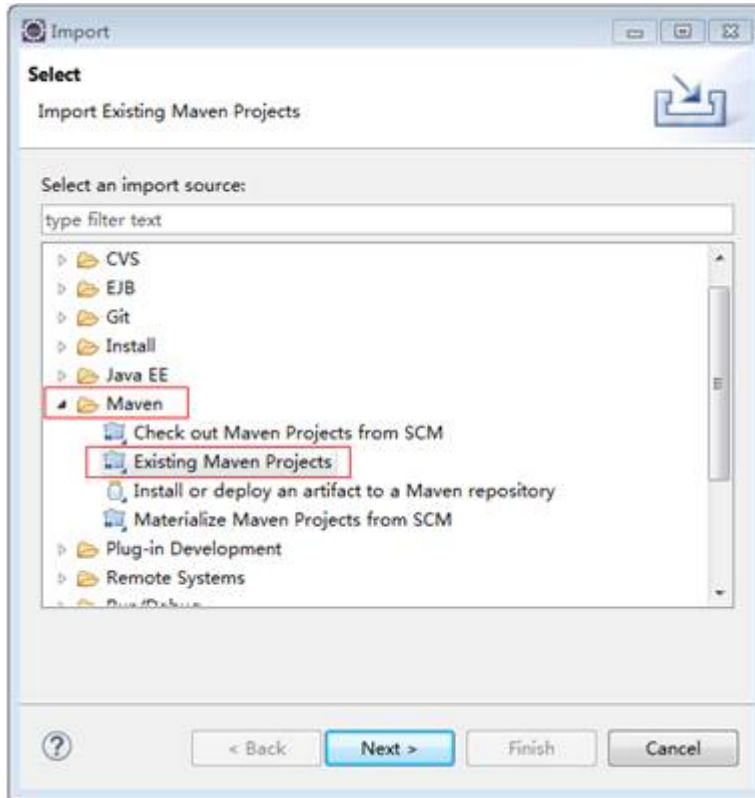 Import
Select
Import Existing Maven Projects
Select an import source:
type filter text
CVS
EJB
Git
Install
Java EE
Maven
Check out Maven Projects from SCM
Existing Maven Projects
Install or deploy an artifact to a Maven repository
Materialize Maven Projects from SCM
Plug-in Development
Remote Systems
Run/Debug
< Back Next > Finish Cancel